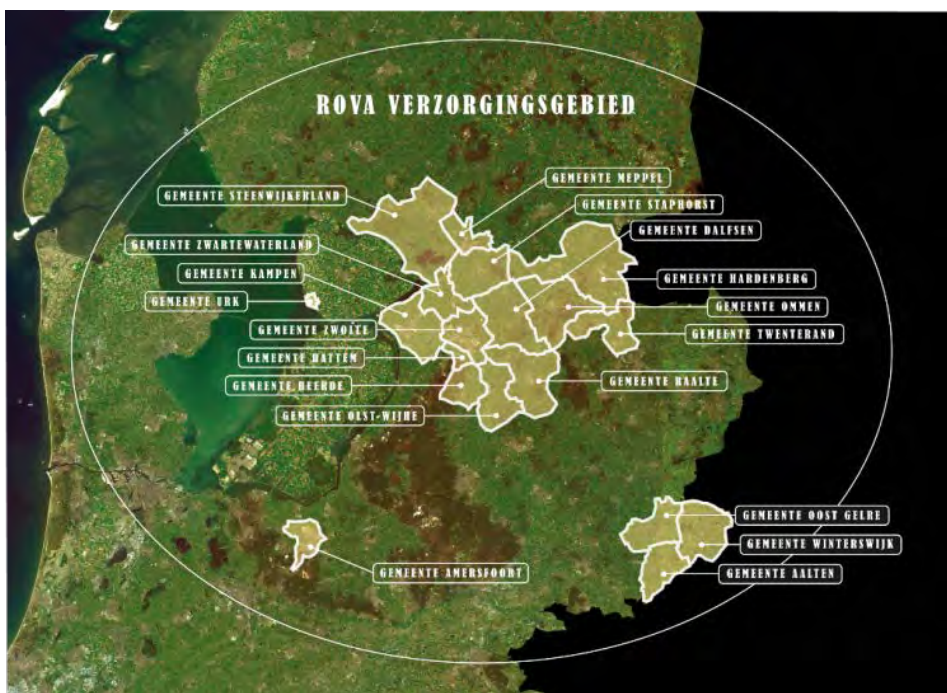 ROVA VERZORGINGSGEBIED
GEMEENTE MEPPEL
GEMEENTE STEENWIJKERLAND
GEMEENTE STAPHORST
GEMEENTE DALFSEN
GEMEENTE ZWARTEWATERLAND
GEMEENTE KAMPEN
GEMEENTE HARDENBERG
GEMEENTE URK
GEMEENTE OMMEN
GEMEENTE ZWOLLE
GEMEENTE TWENTERAND
GEMEENTE HATTEM
GEMEENTE HEERDE
GEMEENTE RAALTE
GEMEENTE OLST-WIJHE
GEMEENTE OOST GELRE
GEMEENTE WINTERSWIJK
GEMEENTE AMERSFOORT
GEMEENTE AALTEN